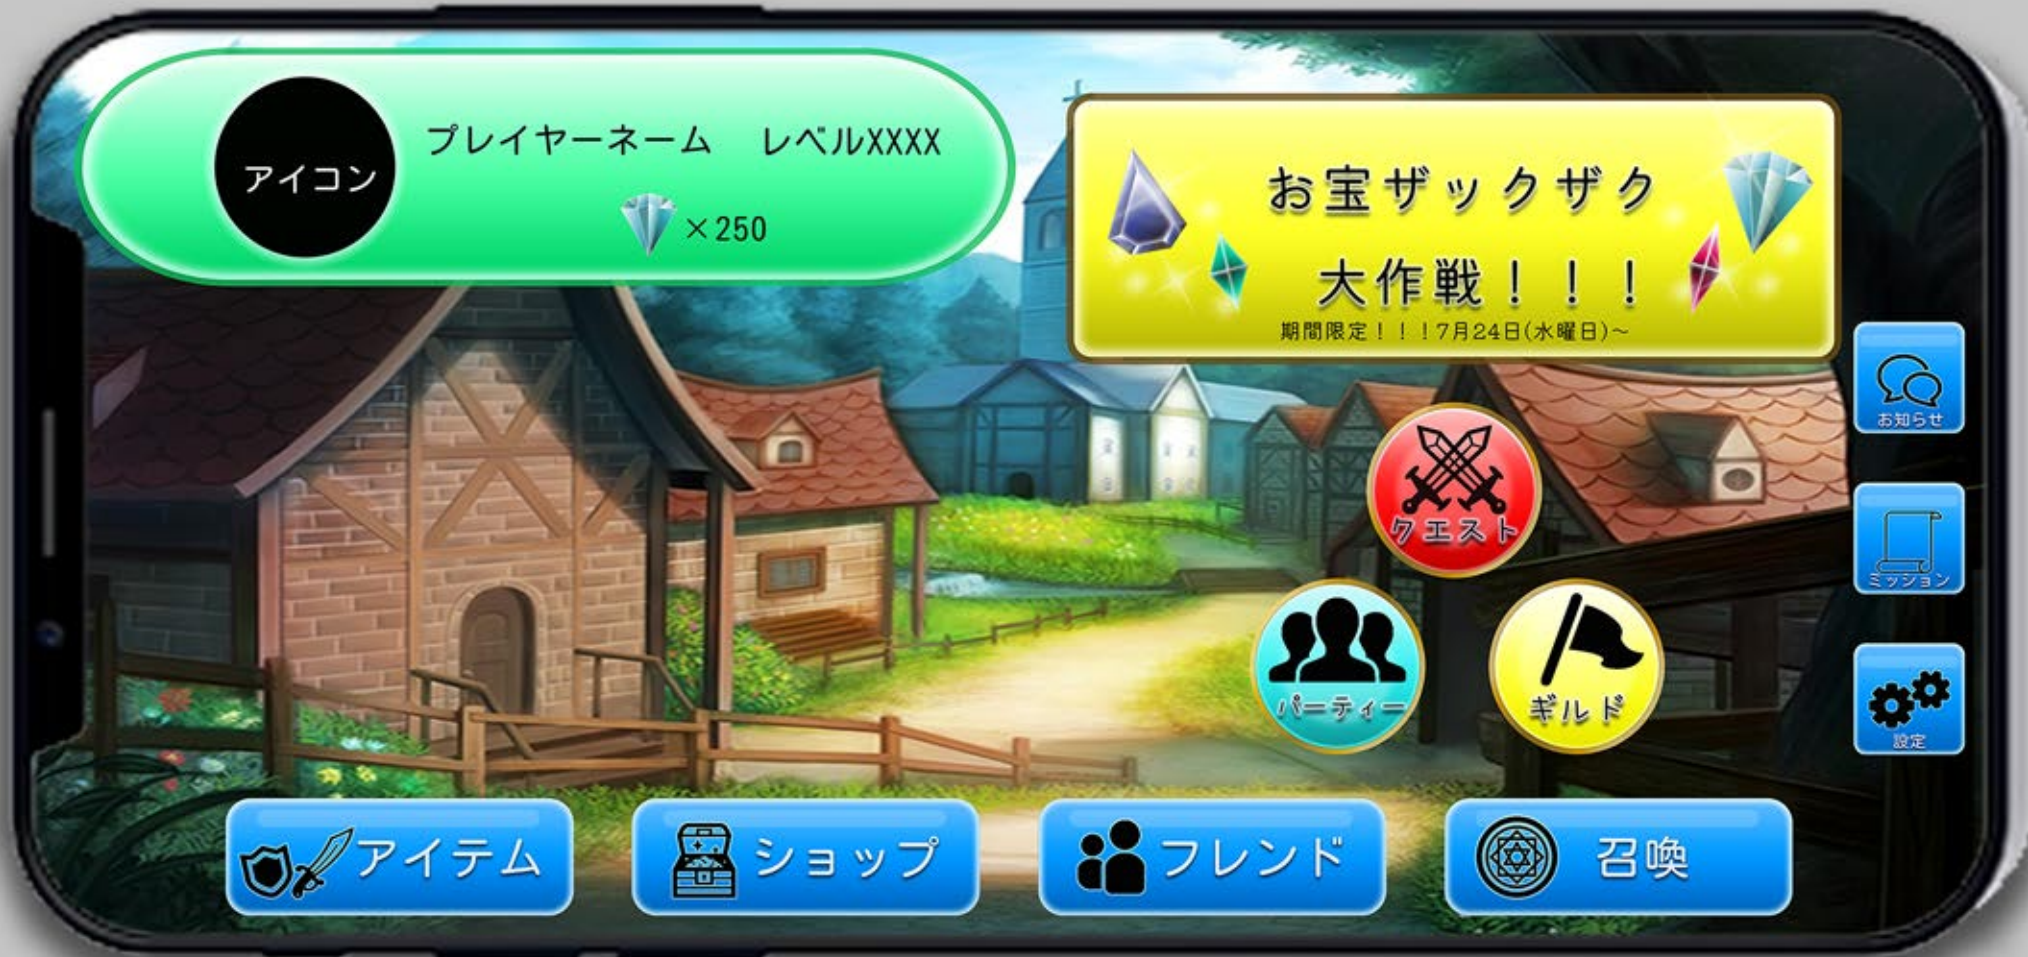 プレイヤーネーム レベルXXXX
アイコン
×250
お宝ザックザク
大作戦！！！
期間限定！！！7月24日(水曜日)～
お知らせ
クエスト
ミッション
パーティー
ギルド
設定
アイテム
ショップ
フレンド
召喚